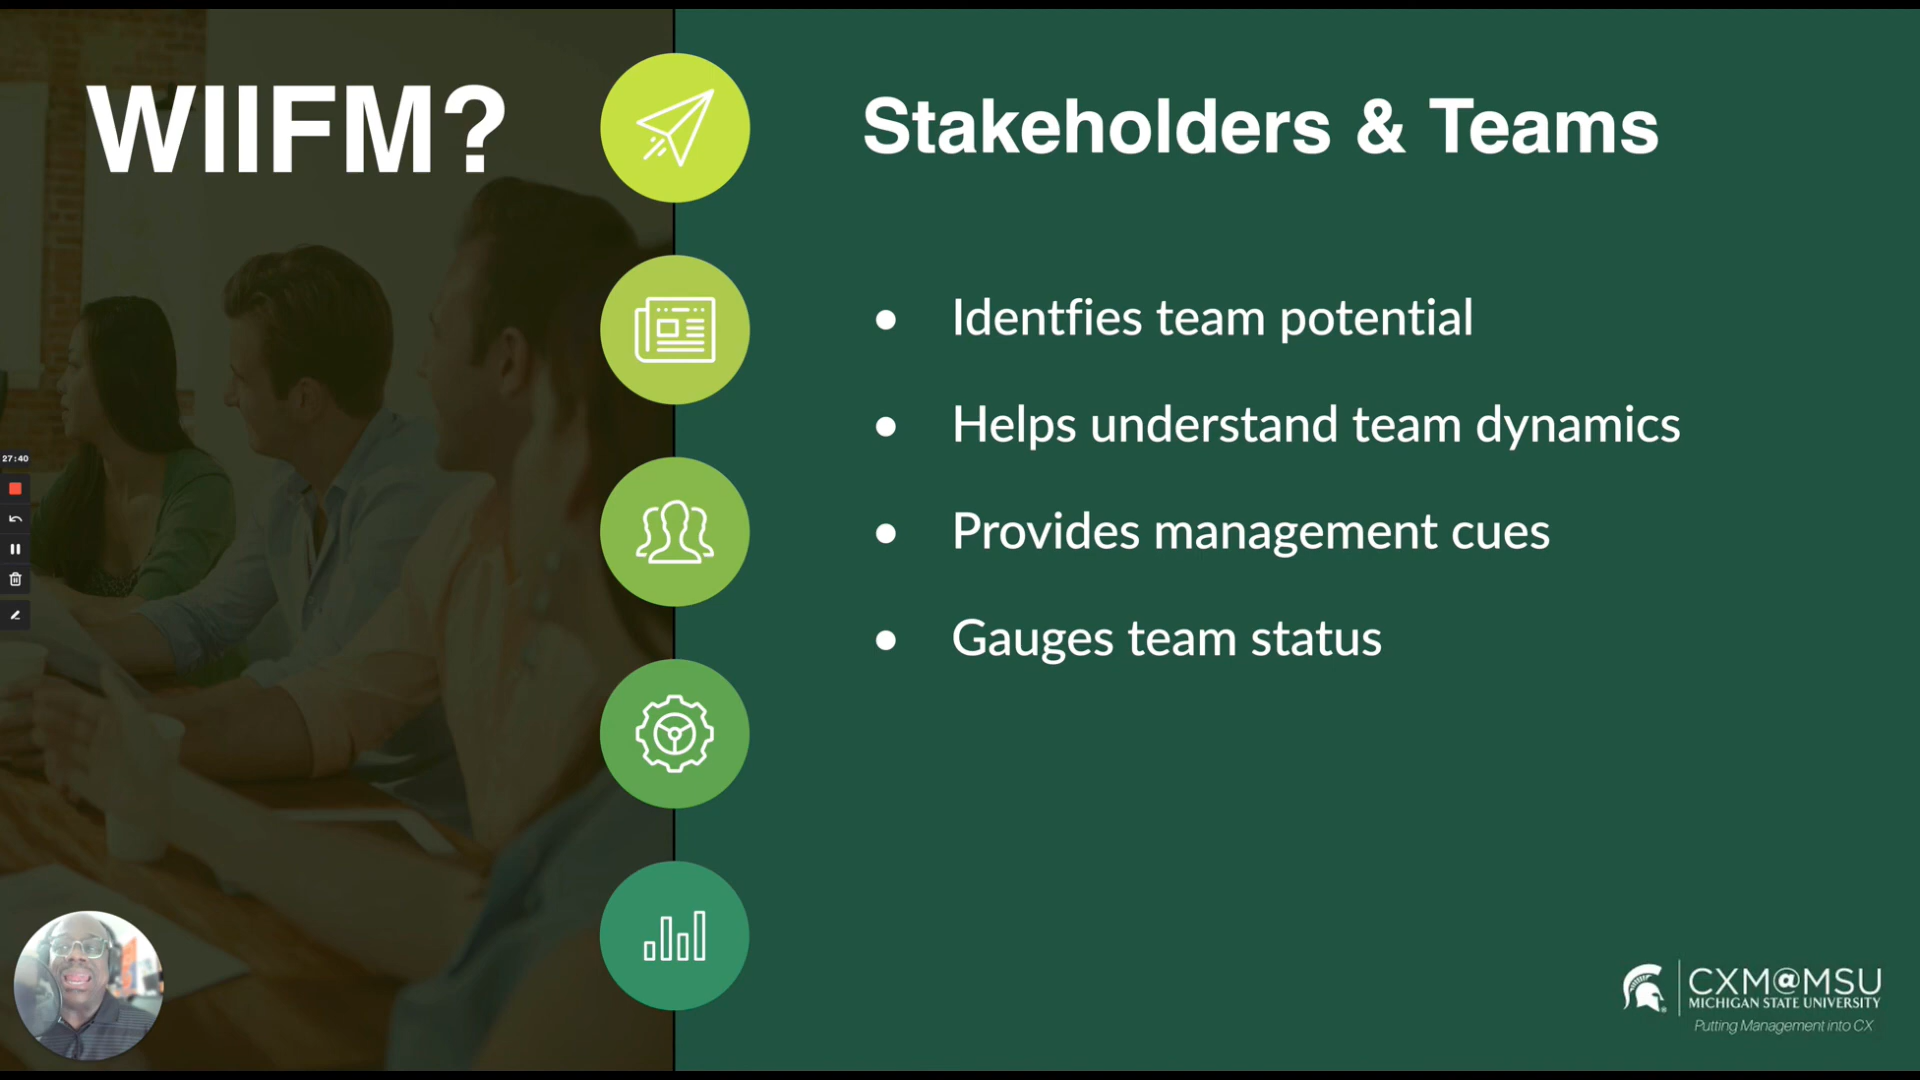 WIIFM?
Stakeholders & Teams
• Identfies team potential
• Helps understand team dynamics
• Provides management cues
• Gauges team status
27:40
CXM@MSU
MICHIGAN STATE UNIVERSITY
Putting Management into CX